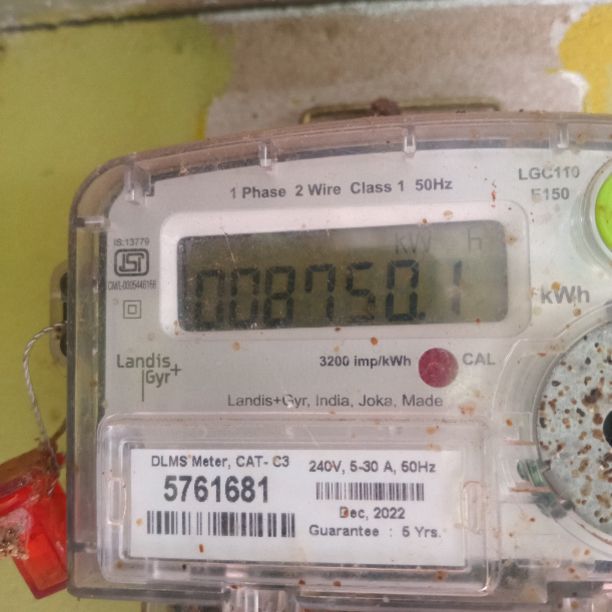 LGC110
E150
1 Phase 2 Wire Class 1 50Hz
IS:13779
ISI
kW h
008750.1
kWh
3200 imp/kWh
CAL
Landis
Gyr+
Landis+Gyr, India, Joka, Made
DLMS Meter, CAT- C3
5761681
240V, 5-30 A, 50Hz
Dec, 2022
Guarantee : 5 Yrs.